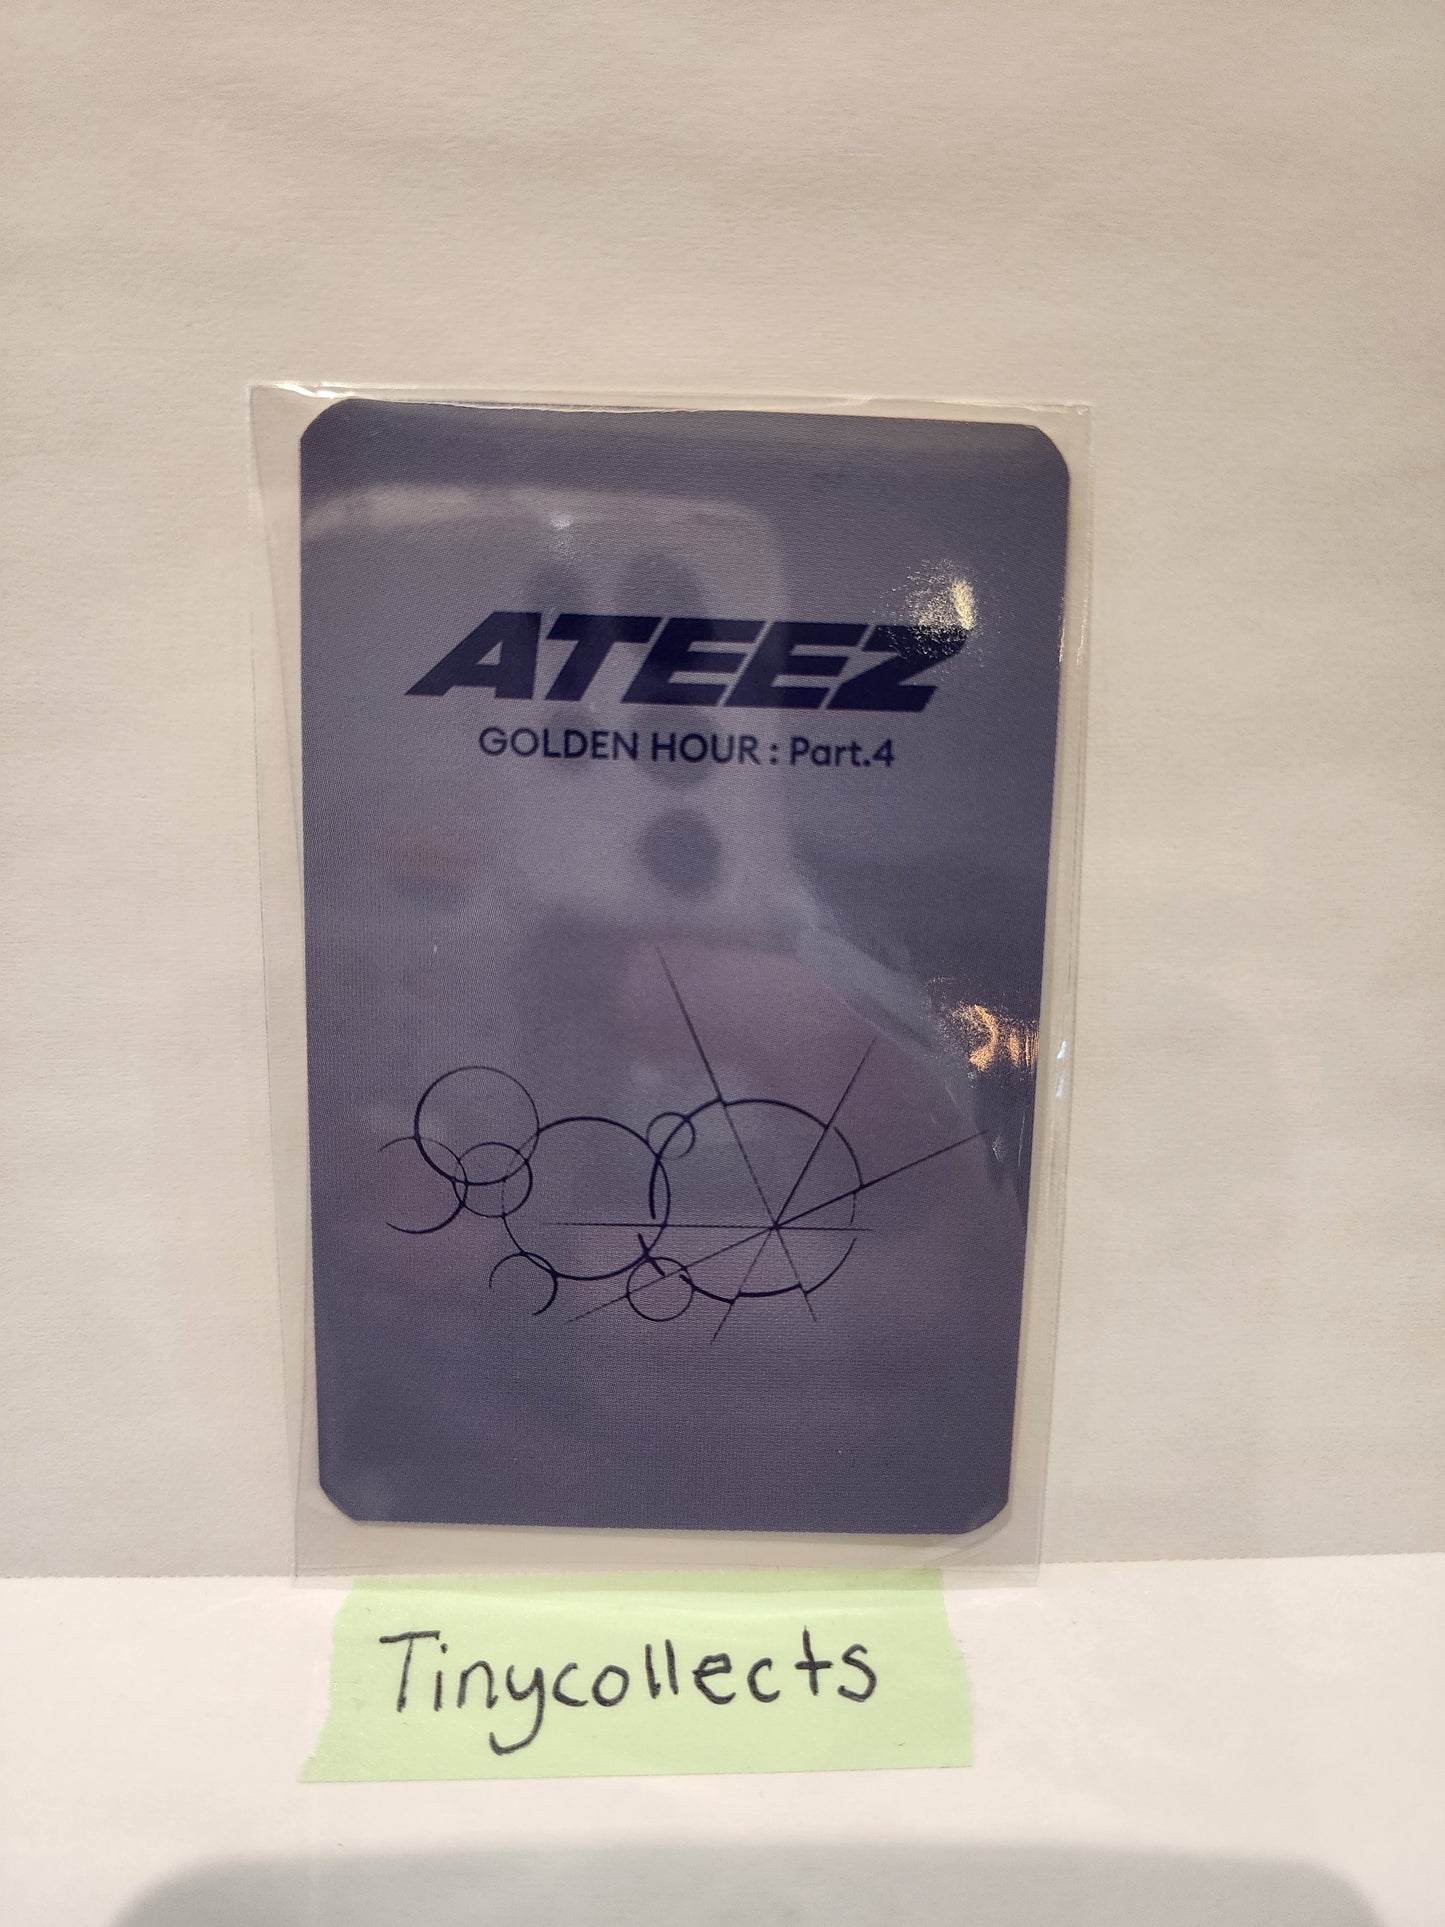 ATEEZ
GOLDEN HOUR : Part.4
Tinycollects